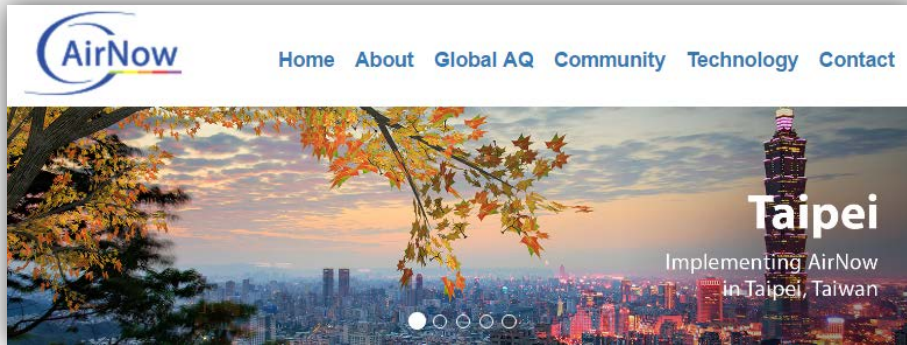 AirNow
Home About Global AQ Community Technology Contact
Taipei
Implementing AirNow
in Taipei, Taiwan